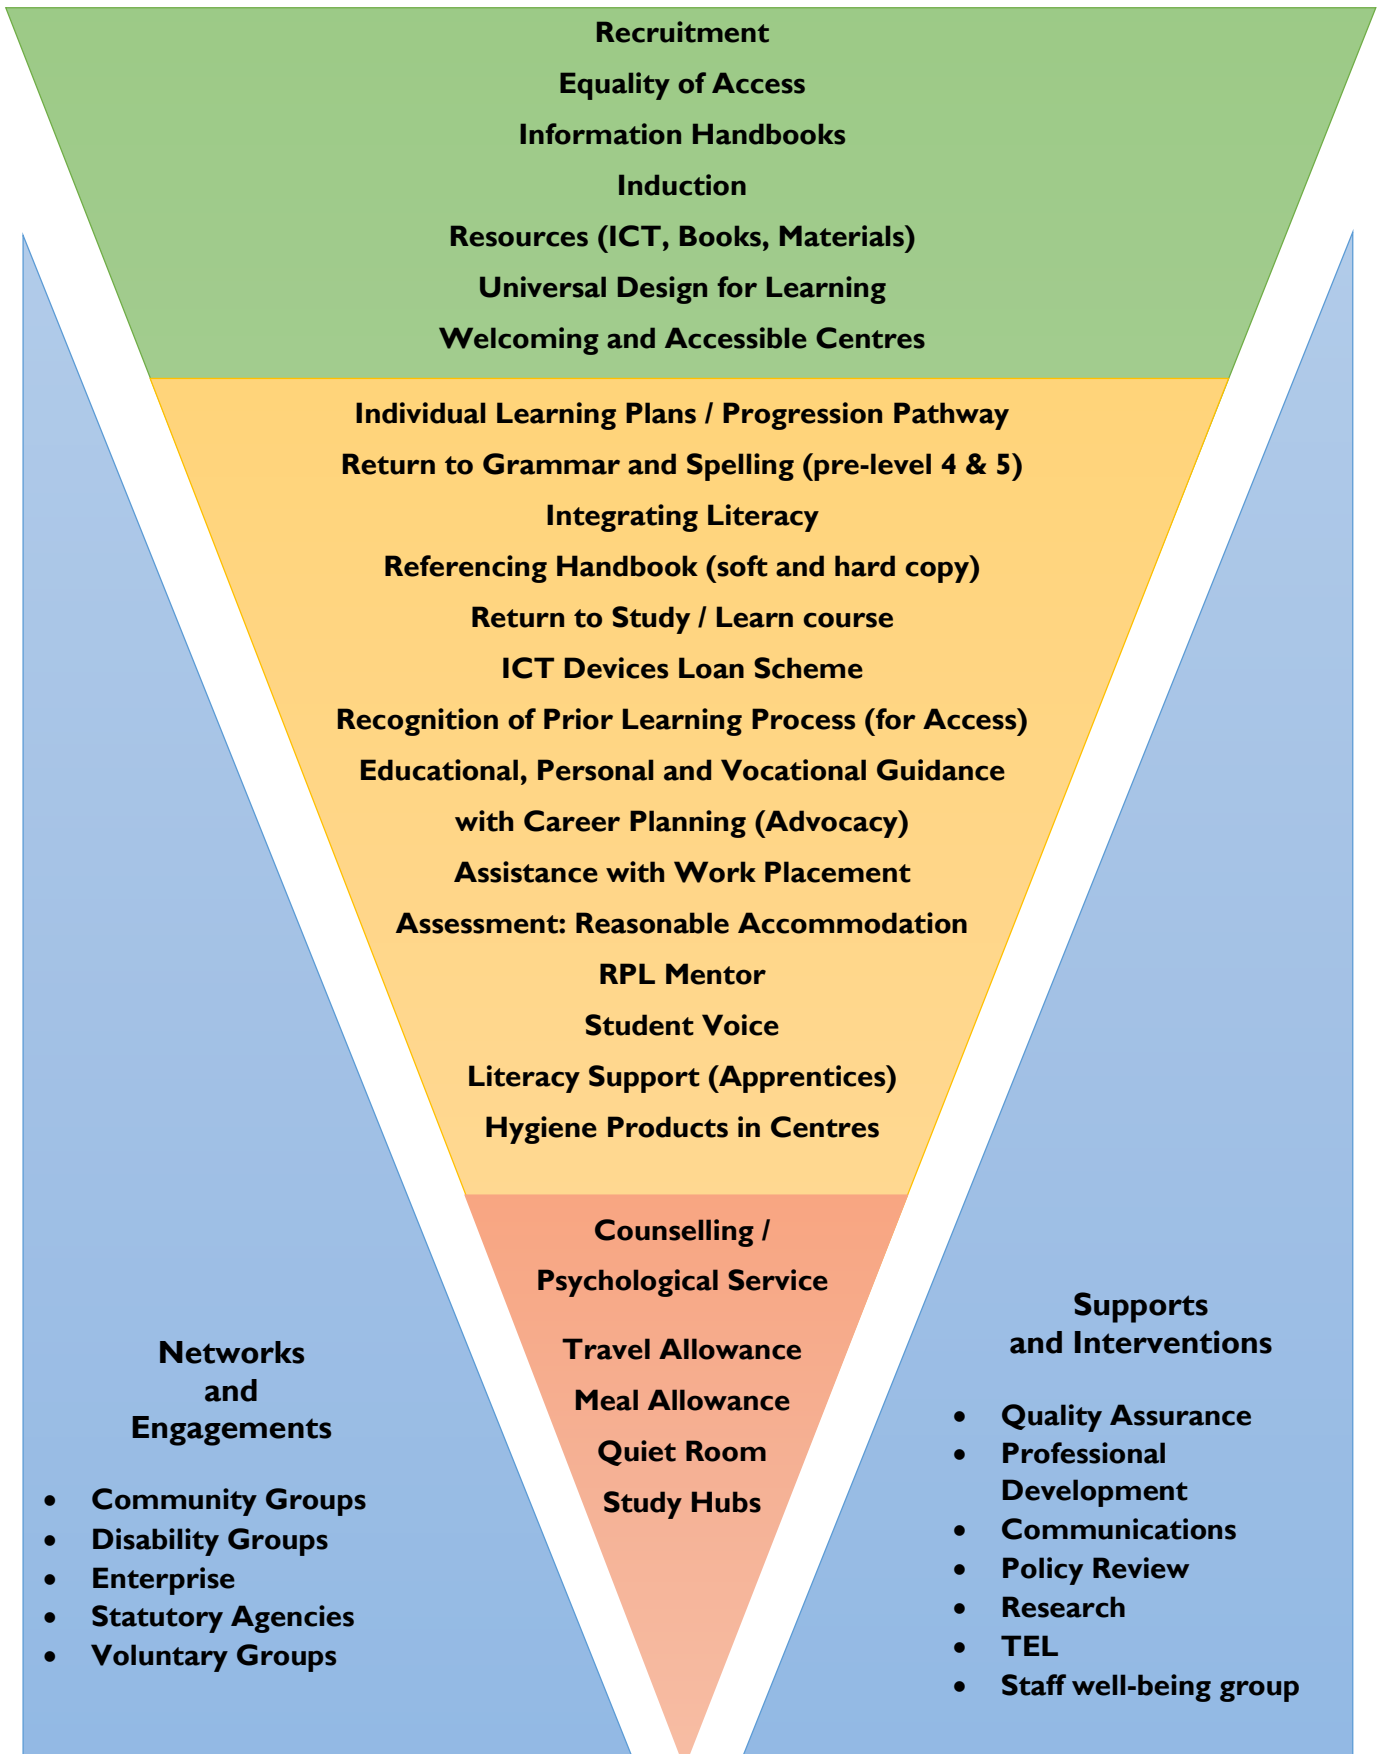 Recruitment
Equality of Access
Information Handbooks
Induction
Resources (ICT, Books, Materials)
Universal Design for Learning
Welcoming and Accessible Centres
Individual Learning Plans / Progression Pathway
Return to Grammar and Spelling (pre-level 4 & 5)
Integrating Literacy
Referencing Handbook (soft and hard copy)
Return to Study / Learn course
ICT Devices Loan Scheme
Recognition of Prior Learning Process (for Access)
Educational, Personal and Vocational Guidance
with Career Planning (Advocacy)
Assistance with Work Placement
Assessment: Reasonable Accommodation
RPL Mentor
Student Voice
Literacy Support (Apprentices)
Hygiene Products in Centres
Counselling /
Psychological Service
Travel Allowance
Meal Allowance
Quiet Room
Study Hubs
Networks
and
Engagements
• Community Groups
• Disability Groups
• Enterprise
• Statutory Agencies
• Voluntary Groups
Supports
and Interventions
• Quality Assurance
• Professional
Development
• Communications
• Policy Review
• Research
• TEL
• Staff well-being group